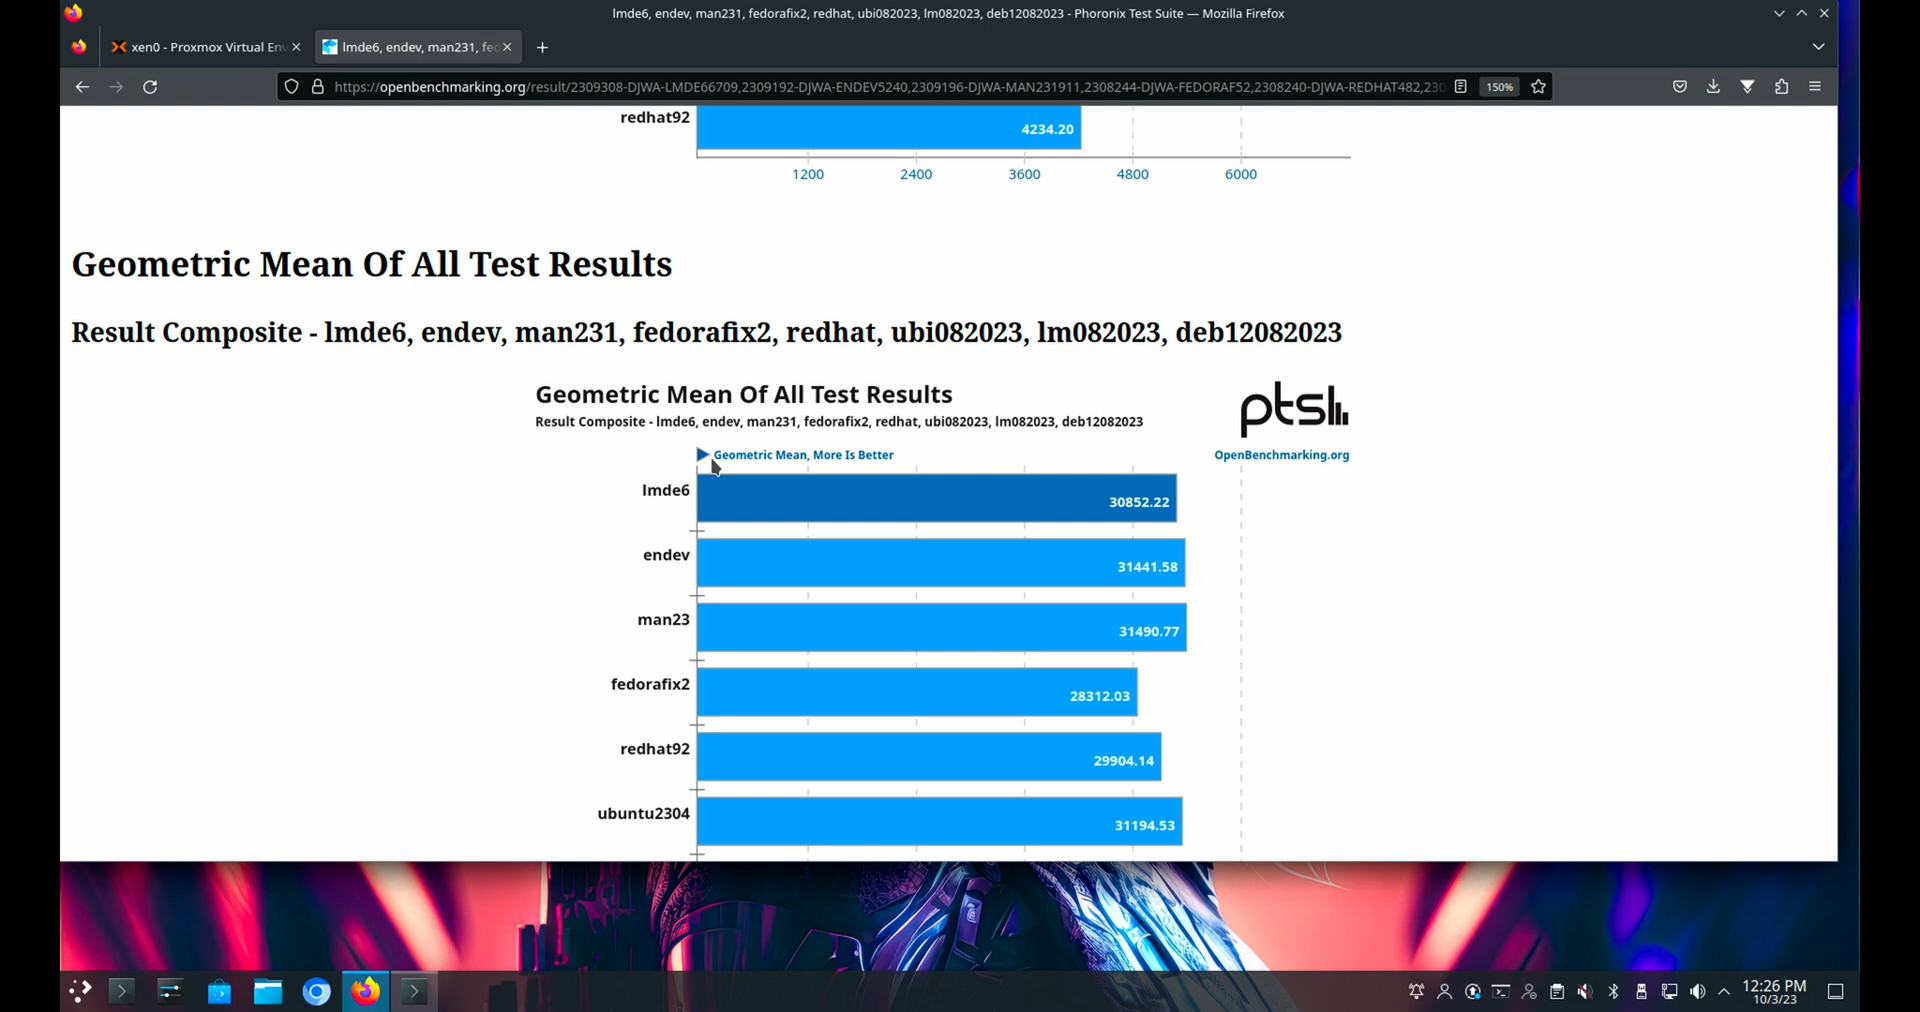 lmde6, endev, man231, fedorafix2, redhat, ubi082023, lm082023, deb12082023 - Phoronix Test Suite — Mozilla Firefox
xen0 - Proxmox Virtual Env
lmde6, endev, man231, fed
https://openbenchmarking.org/result/2309308-DJWA-LMDE66709,2309192-DJWA-ENDEV5240,2309196-DJWA-MAN231911,2308244-DJWA-FEDORAF52,2308240-DJWA-REDHAT482,230
150%
redhat92
4234.20
1200 2400 3600 4800 6000
Geometric Mean Of All Test Results
Result Composite - lmde6, endev, man231, fedorafix2, redhat, ubi082023, lm082023, deb12082023
Geometric Mean Of All Test Results
ptsl
Result Composite - lmde6, endev, man231, fedorafix2, redhat, ubi082023, lm082023, deb12082023
Geometric Mean, More Is Better
OpenBenchmarking.org
lmde6
30852.22
endev
31441.58
man23
31490.77
fedorafix2
28312.03
redhat92
29904.14
ubuntu2304
31194.53
12:26 PM
10/3/23